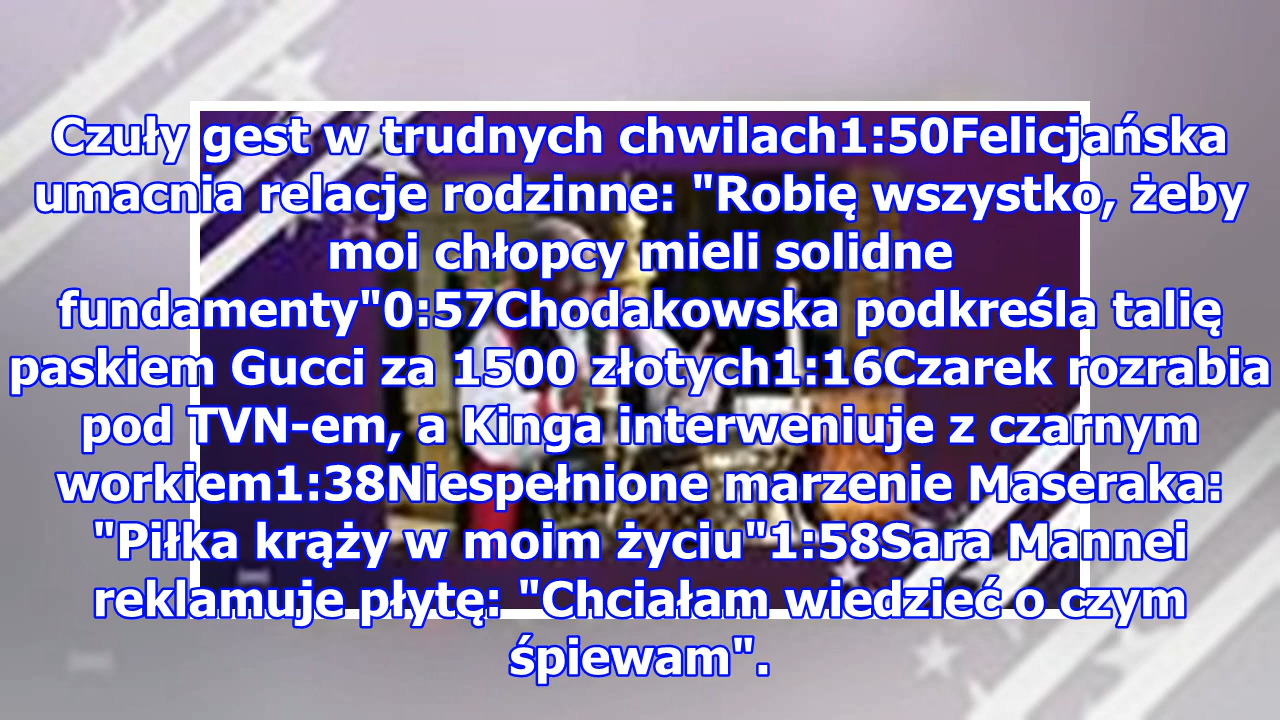 Czuły gest w trudnych chwilach1:50Felicjańska
umacnia relacje rodzinne: "Robię wszystko, żeby
moi chłopcy mieli solidne
fundamenty"0:57Chodakowska podkreśla talię
paskiem Gucci za 1500 złotych1:16Czarek rozrabia
pod TVN-em, a Kinga interweniuje z czarnym
workiem1:38Niespełnione marzenie Maseraka:
"Piłka krąży w moim życiu"1:58Sara Mannei
reklamuje płytę: "Chciałam wiedzieć o czym
śpiewam".